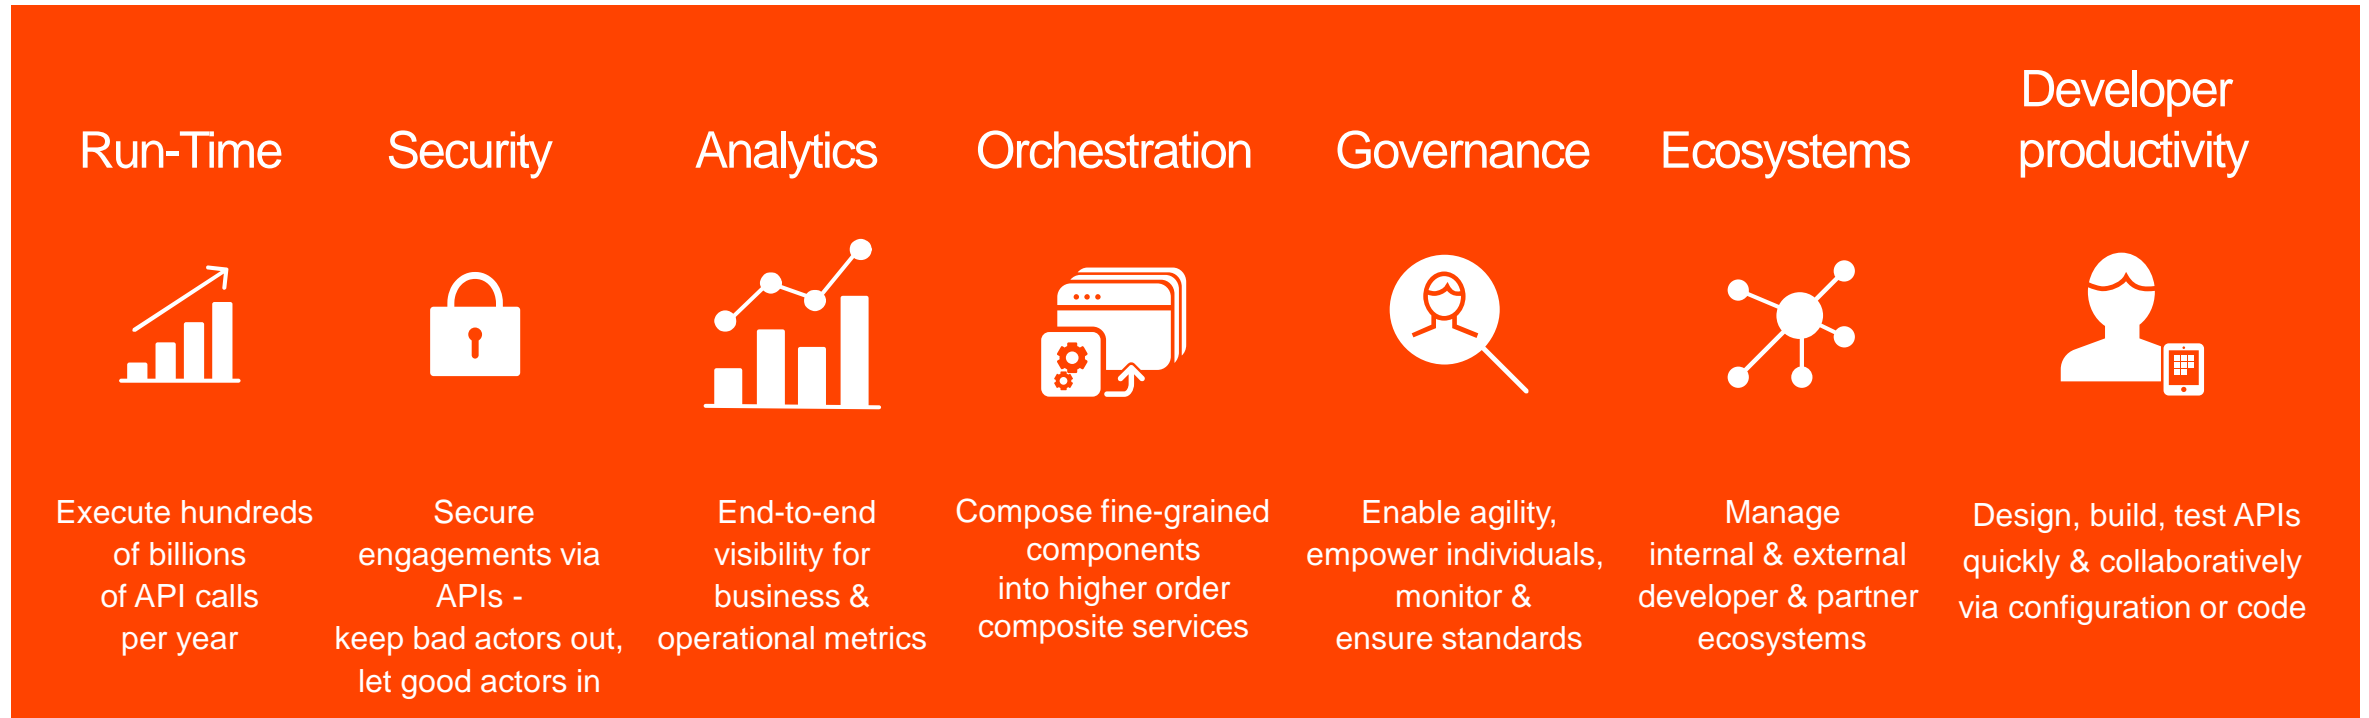 Run-Time
Execute hundreds
of billions
of API calls
per year
Security
Secure
engagements via
APIs -
keep bad actors out,
let good actors in
Analytics
End-to-end
visibility for
business &
operational metrics
Orchestration
Compose fine-grained
components
into higher order
composite services
Governance
Enable agility,
empower individuals,
monitor &
ensure standards
Ecosystems
Manage
internal & external
developer & partner
ecosystems
Developer
productivity
Design, build, test APIs
quickly & collaboratively
via configuration or code